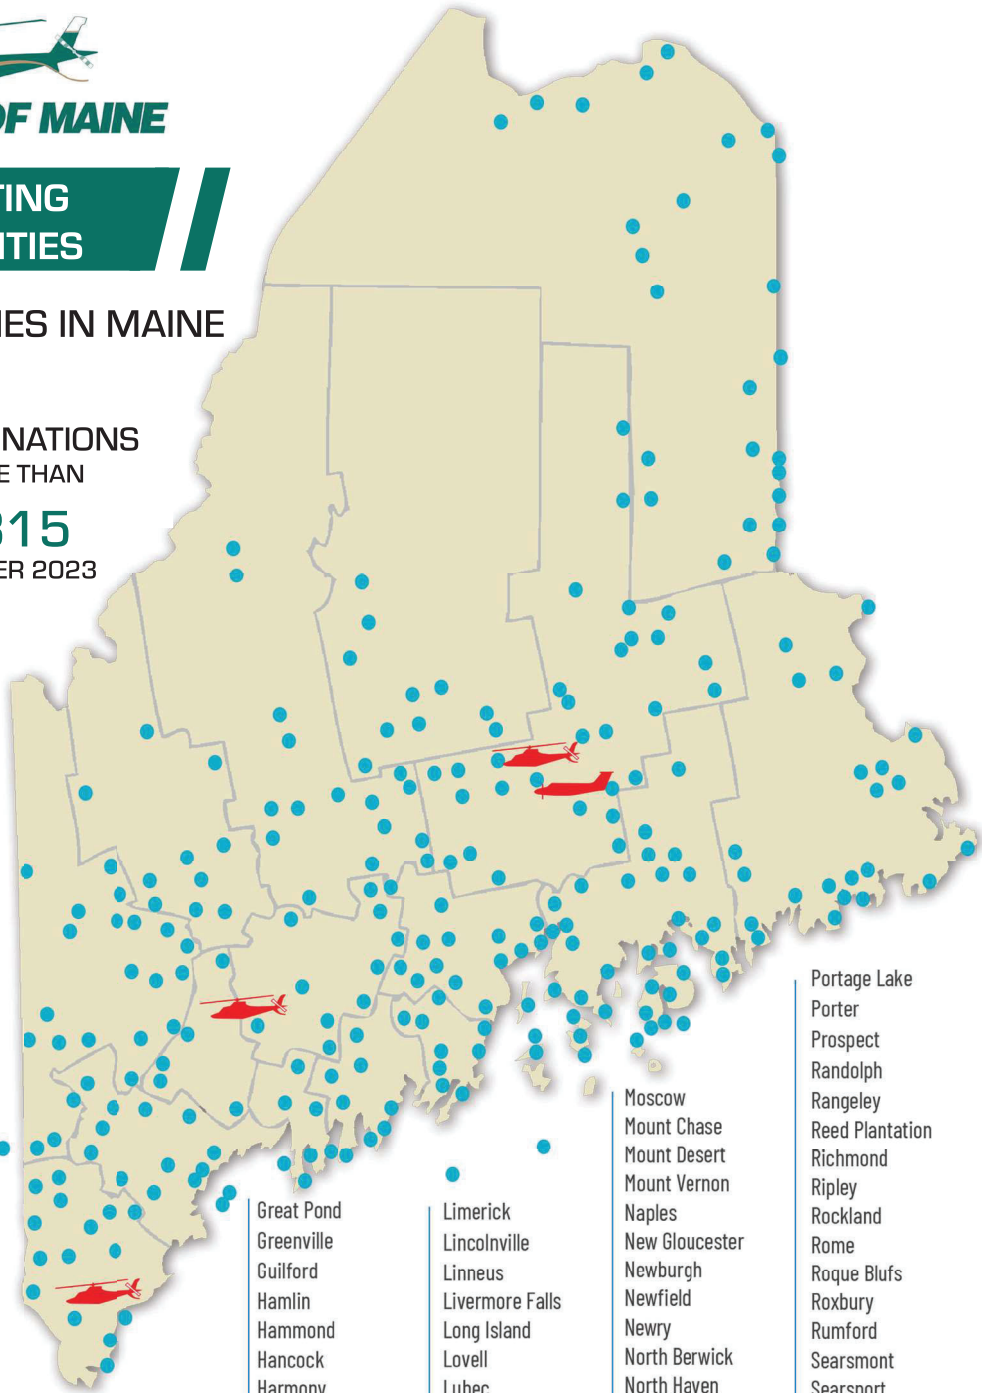 OF MAINE
TING
ITIES
IES IN MAINE
NATIONS
E THAN
315
ER 2023
Great Pond
Greenville
Guilford
Hamlin
Hammond
Hancock
Harmony
Limerick
Lincolnville
Linneus
Livermore Falls
Long Island
Lovell
Lubec
Moscow
Mount Chase
Mount Desert
Mount Vernon
Naples
New Gloucester
Newburgh
Newfield
Newry
North Berwick
North Haven
Portage Lake
Porter
Prospect
Randolph
Rangeley
Reed Plantation
Richmond
Ripley
Rockland
Rome
Roque Blufs
Roxbury
Rumford
Searsmont
Searsport